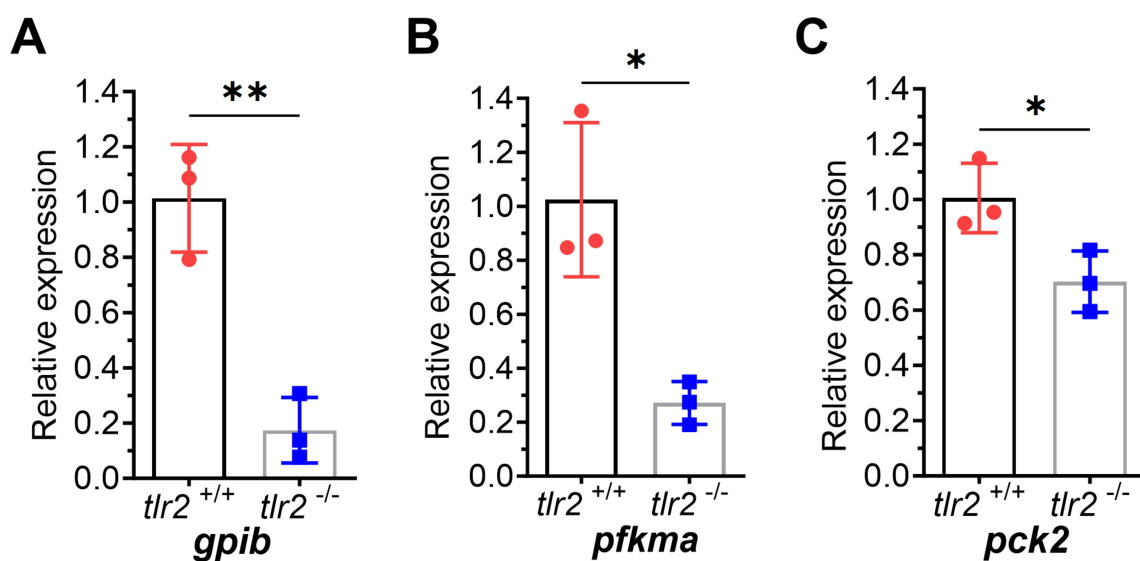 A
Relative expression
1.4
1.2
1.0
0.8
0.6
0.4
0.2
0.0
**
tlr2 +/+ tlr2 -/-
gpib
B
Relative expression
1.4
1.2
1.0
0.8
0.6
0.4
0.2
0.0
*
tlr2 +/+ tlr2 -/-
pfkma
C
Relative expression
1.4
1.2
1.0
0.8
0.6
0.4
0.2
0.0
*
tlr2 +/+ tlr2 -/-
pck2